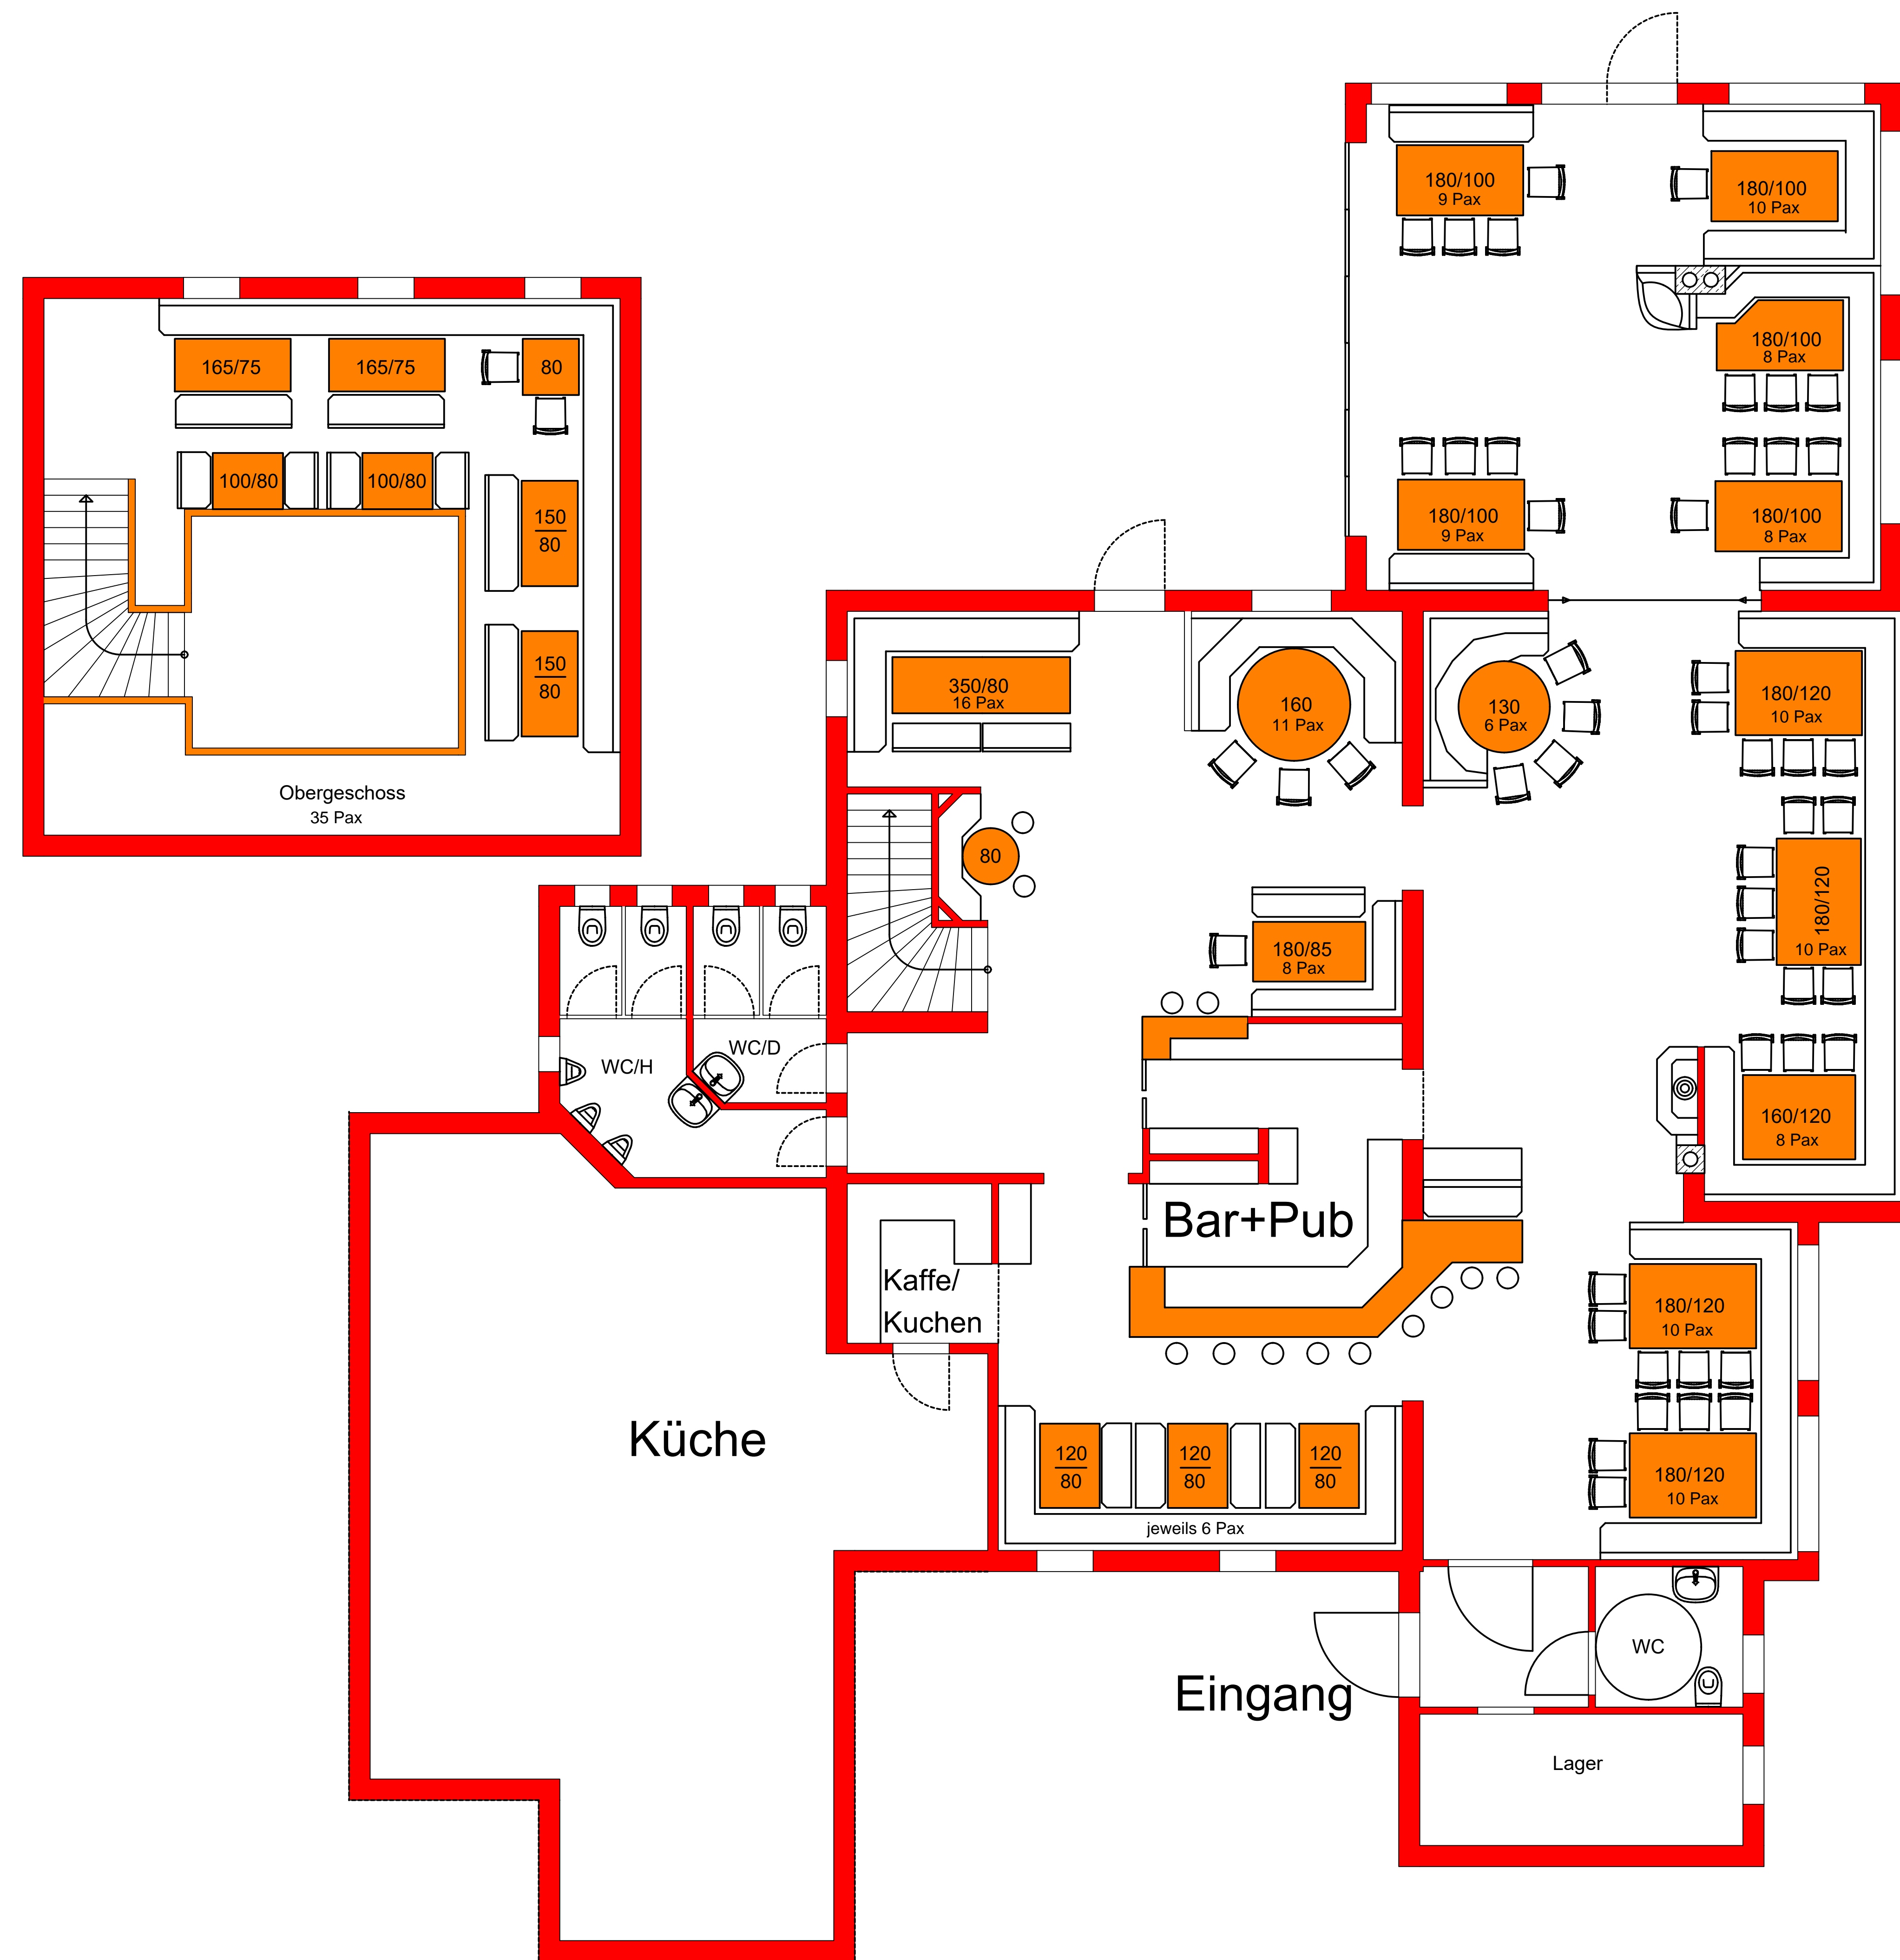 180/100
9 Pax
180/100
10 Pax
180/100
8 Pax
180/100
9 Pax
180/100
8 Pax
165/75
165/75
80
100/80
100/80
150
80
150
80
Obergeschoss
35 Pax
350/80
16 Pax
160
11 Pax
130
6 Pax
180/120
10 Pax
80
180/85
8 Pax
180/120
10 Pax
WC/H
WC/D
160/120
8 Pax
Bar+Pub
Kaffe/
Kuchen
180/120
10 Pax
Küche
120
80
120
80
120
80
jeweils 6 Pax
180/120
10 Pax
WC
Eingang
Lager